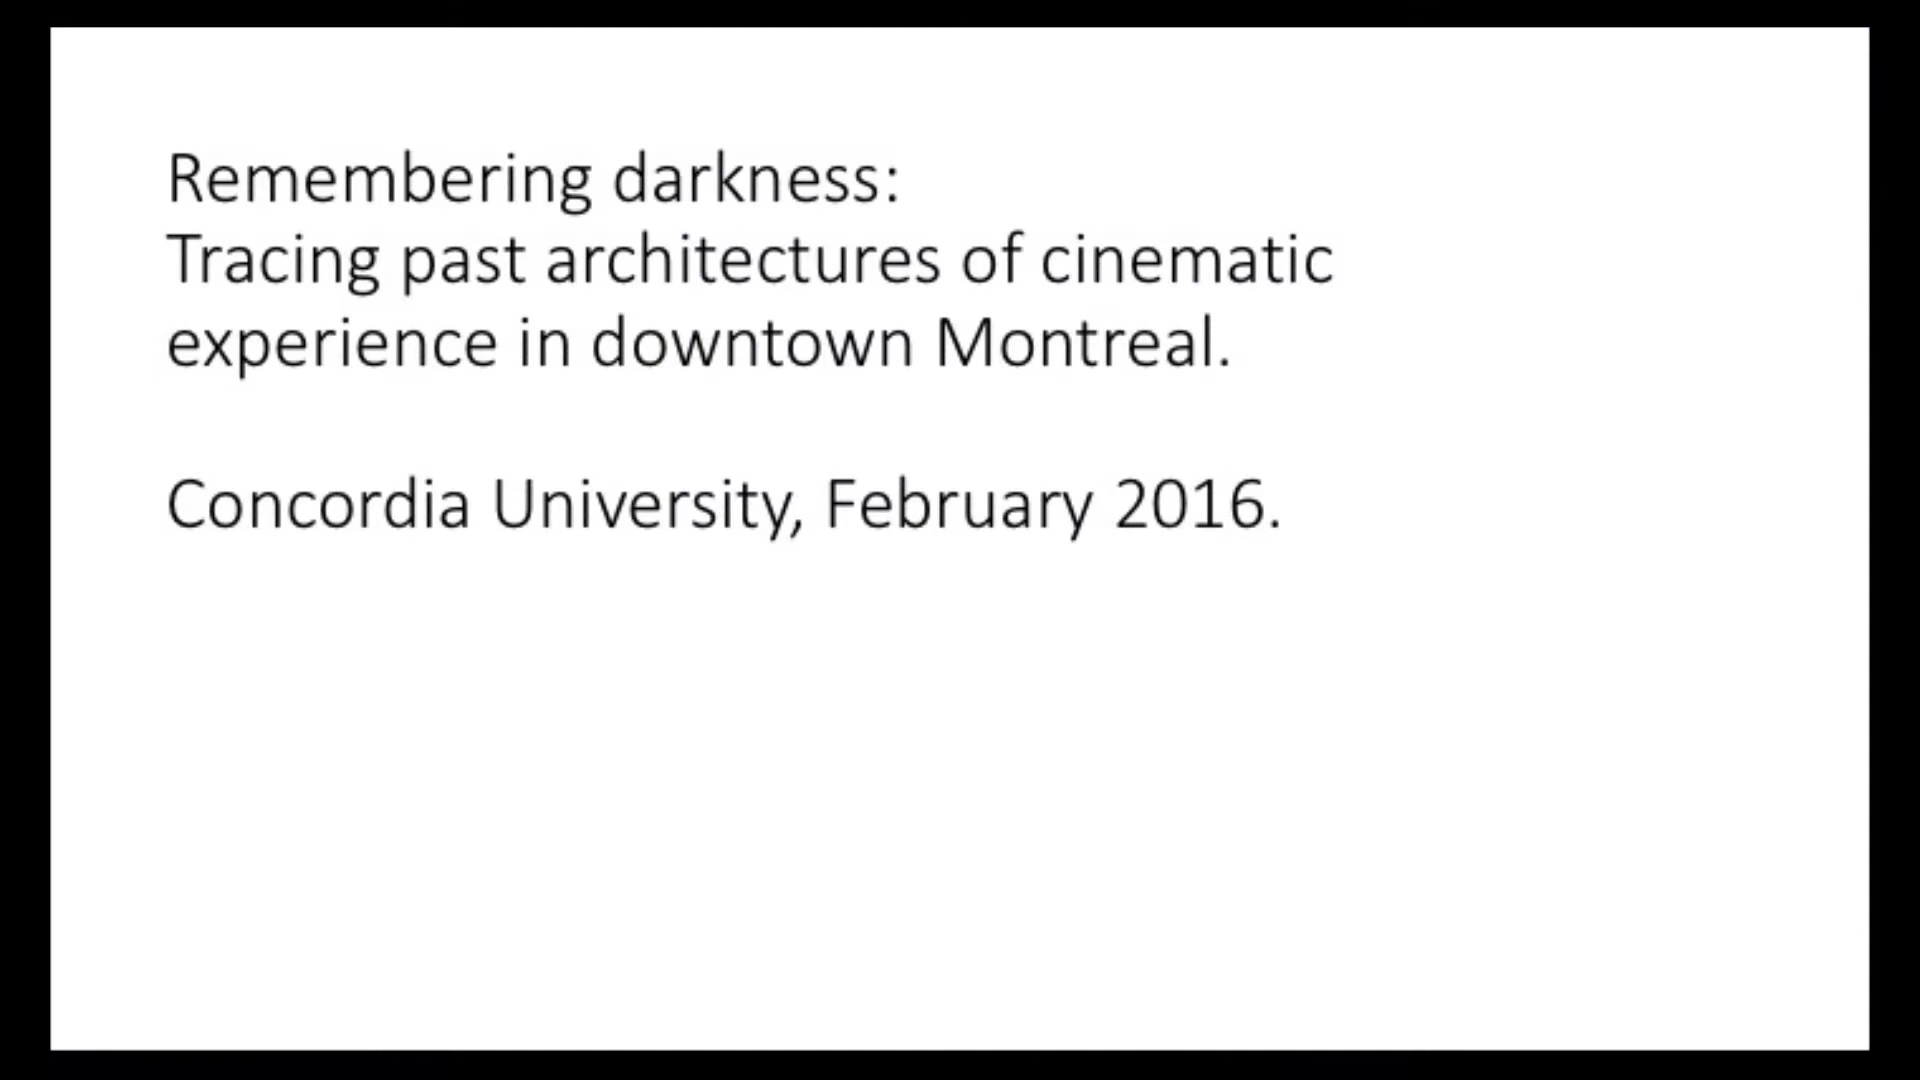 Remembering darkness:
Tracing past architectures of cinematic
experience in downtown Montreal.
Concordia University, February 2016.